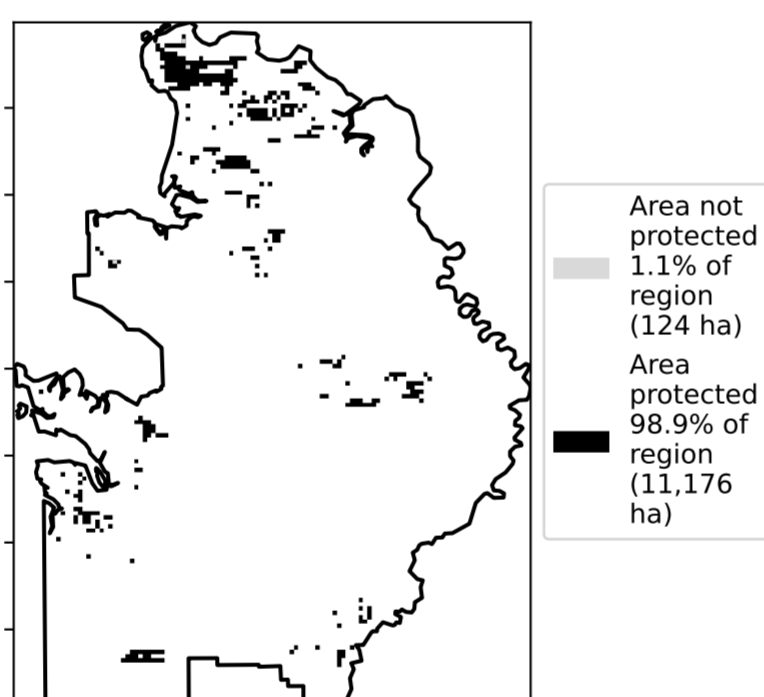 Area not
protected
1.1% of
region
(124 ha)
Area
protected
98.9% of
region
(11,176
ha)